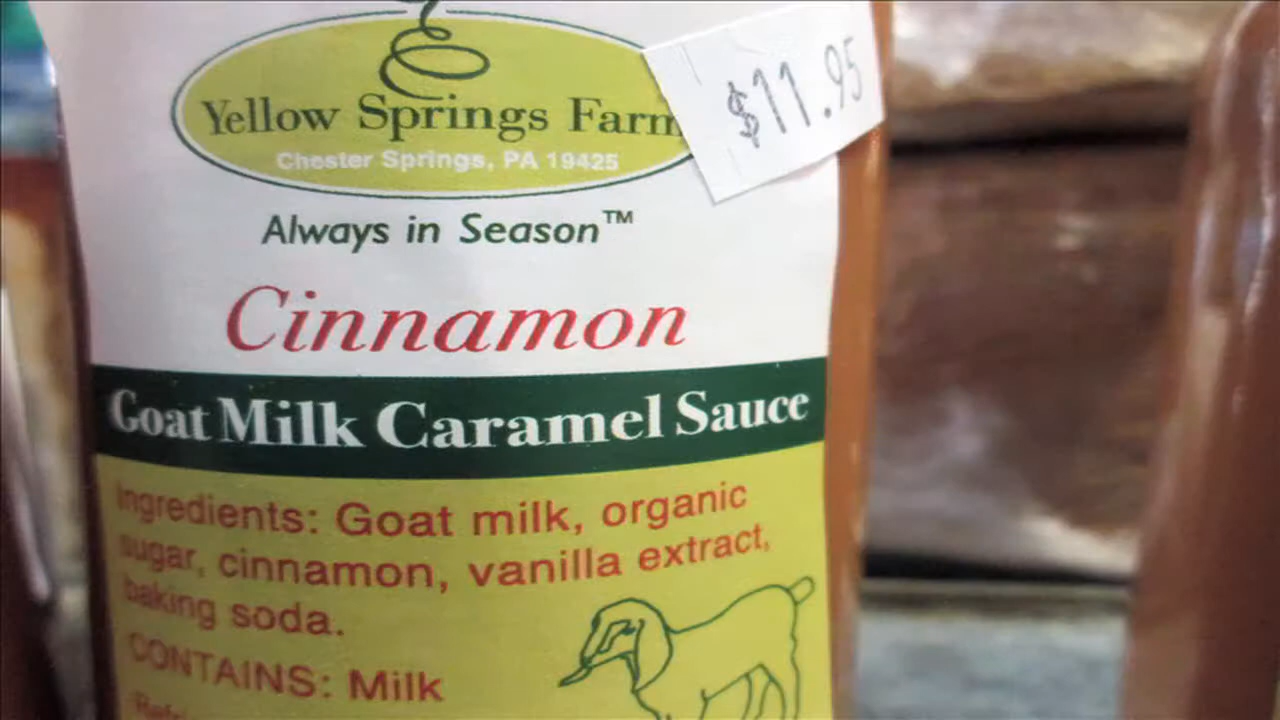 Yellow Springs Farm
$11.95
Chester Springs, PA 19425
Always in Season™
Cinnamon
Goat Milk Caramel Sauce
Ingredients: Goat milk, organic
sugar, cinnamon, vanilla extract,
baking soda.
CONTAINS: Milk